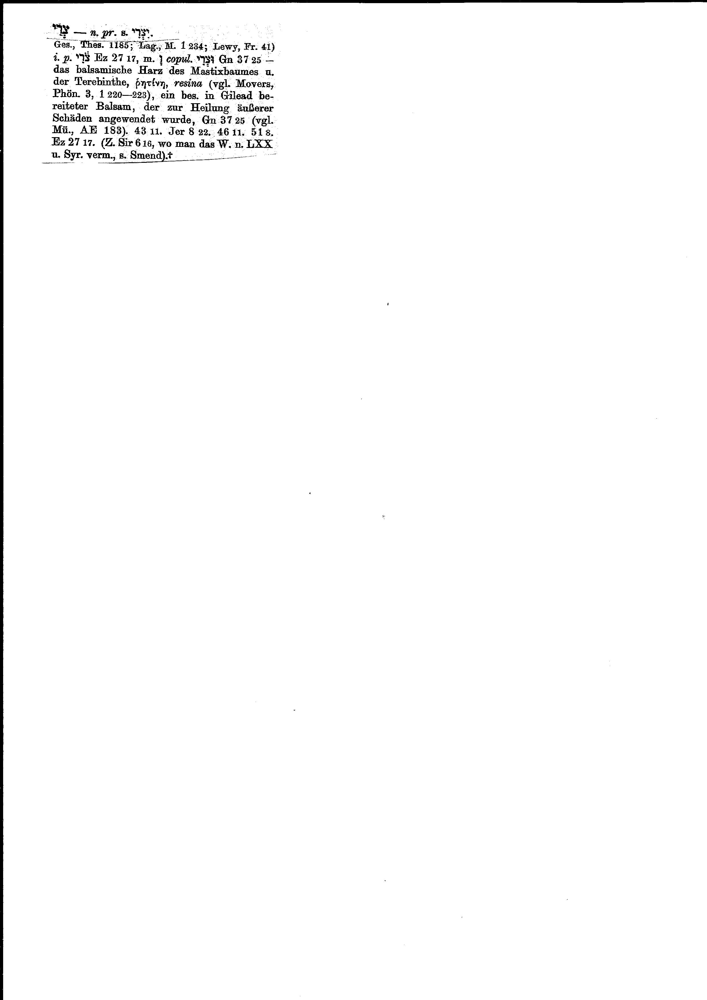 צֳרִי — n. pr. s. יִצְרִי.
Ges., Thes. 1185; Lag., M. 1 234; Lewy, Fr. 41)
i. p. צֹרִי Ez 27 17, m. ו copul. וּצְרִי Gn 37 25 —
das balsamische Harz des Mastixbaumes u.
der Terebinthe, ῥητίνη, resina (vgl. Movers,
Phön. 3, 1 220—223), ein bes. in Gilead be-
reiteter Balsam, der zur Heilung äußerer
Schäden angewendet wurde, Gn 37 25 (vgl.
Mü., AE 183). 43 11. Jer 8 22. 46 11. 51 8.
Ez 27 17. (Z. Sir 6 16, wo man das W. n. LXX
u. Syr. verm., s. Smend).†